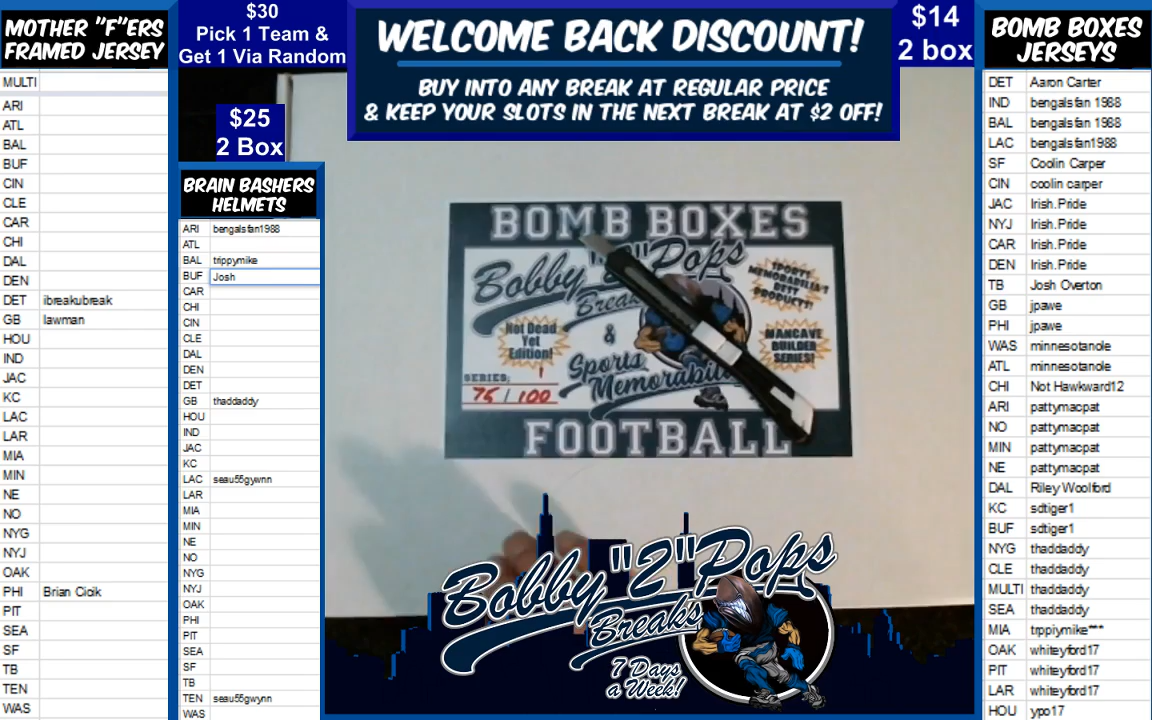 MOTHER "F"ERS
FRAMED JERSEY
MULTI
ARI
ATL
BAL
BUF
CIN
CLE
CAR
CHI
DAL
DEN
DET ibreakubreak
GB lawman
HOU
IND
JAC
KC
LAC
LAR
MIA
MIN
NE
NO
NYG
NYJ
OAK
PHI Brian Cicik
PIT
SEA
SF
TB
TEN
WAS
$30
Pick 1 Team &
Get 1 Via Random
$25
2 Box
BRAIN BASHERS
HELMETS
ARI bengalsfan1988
ATL
BAL trippymike
BUF Josh
CAR
CHI
CIN
CLE
DAL
DEN
DET
GB thaddaddy
HOU
IND
JAC
KC
LAC seau55gywnn
LAR
MIA
MIN
NE
NO
NYG
NYJ
OAK
PHI
PIT
SEA
SF
TB
TEN seau55gwynn
WAS
WELCOME BACK DISCOUNT!
BUY INTO ANY BREAK AT REGULAR PRICE
& KEEP YOUR SLOTS IN THE NEXT BREAK AT $2 OFF!
BOMB BOXES
Bobby "2" Pops
Breaks
&
Sports
Memorabilia
Not Dead
Yet
Edition!
SPORTS
MEMORABILIA'S
BEST
PRODUCTS!
MANCAVE
BUILDER
SERIES!
SERIES:
75 / 100
FOOTBALL
Bobby "2" Pops
Breaks
7 Days
a Week!
$14
2 box
BOMB BOXES
JERSEYS
DET Aaron Carter
IND bengalsfan 1988
BAL bengalsfan 1988
LAC bengalsfan1988
SF Coolin Carper
CIN coolin carper
JAC Irish.Pride
NYJ Irish.Pride
CAR Irish.Pride
DEN Irish.Pride
TB Josh Overton
GB jpawe
PHI jpawe
WAS minnesotanole
ATL minnesotanole
CHI Not Hawkward12
ARI pattymacpat
NO pattymacpat
MIN pattymacpat
NE pattymacpat
DAL Riley Woolford
KC sdtiger1
BUF sdtiger1
NYG thaddaddy
CLE thaddaddy
MULTI thaddaddy
SEA thaddaddy
MIA trppiymike***
OAK whiteyford17
PIT whiteyford17
LAR whiteyford17
HOU ypo17